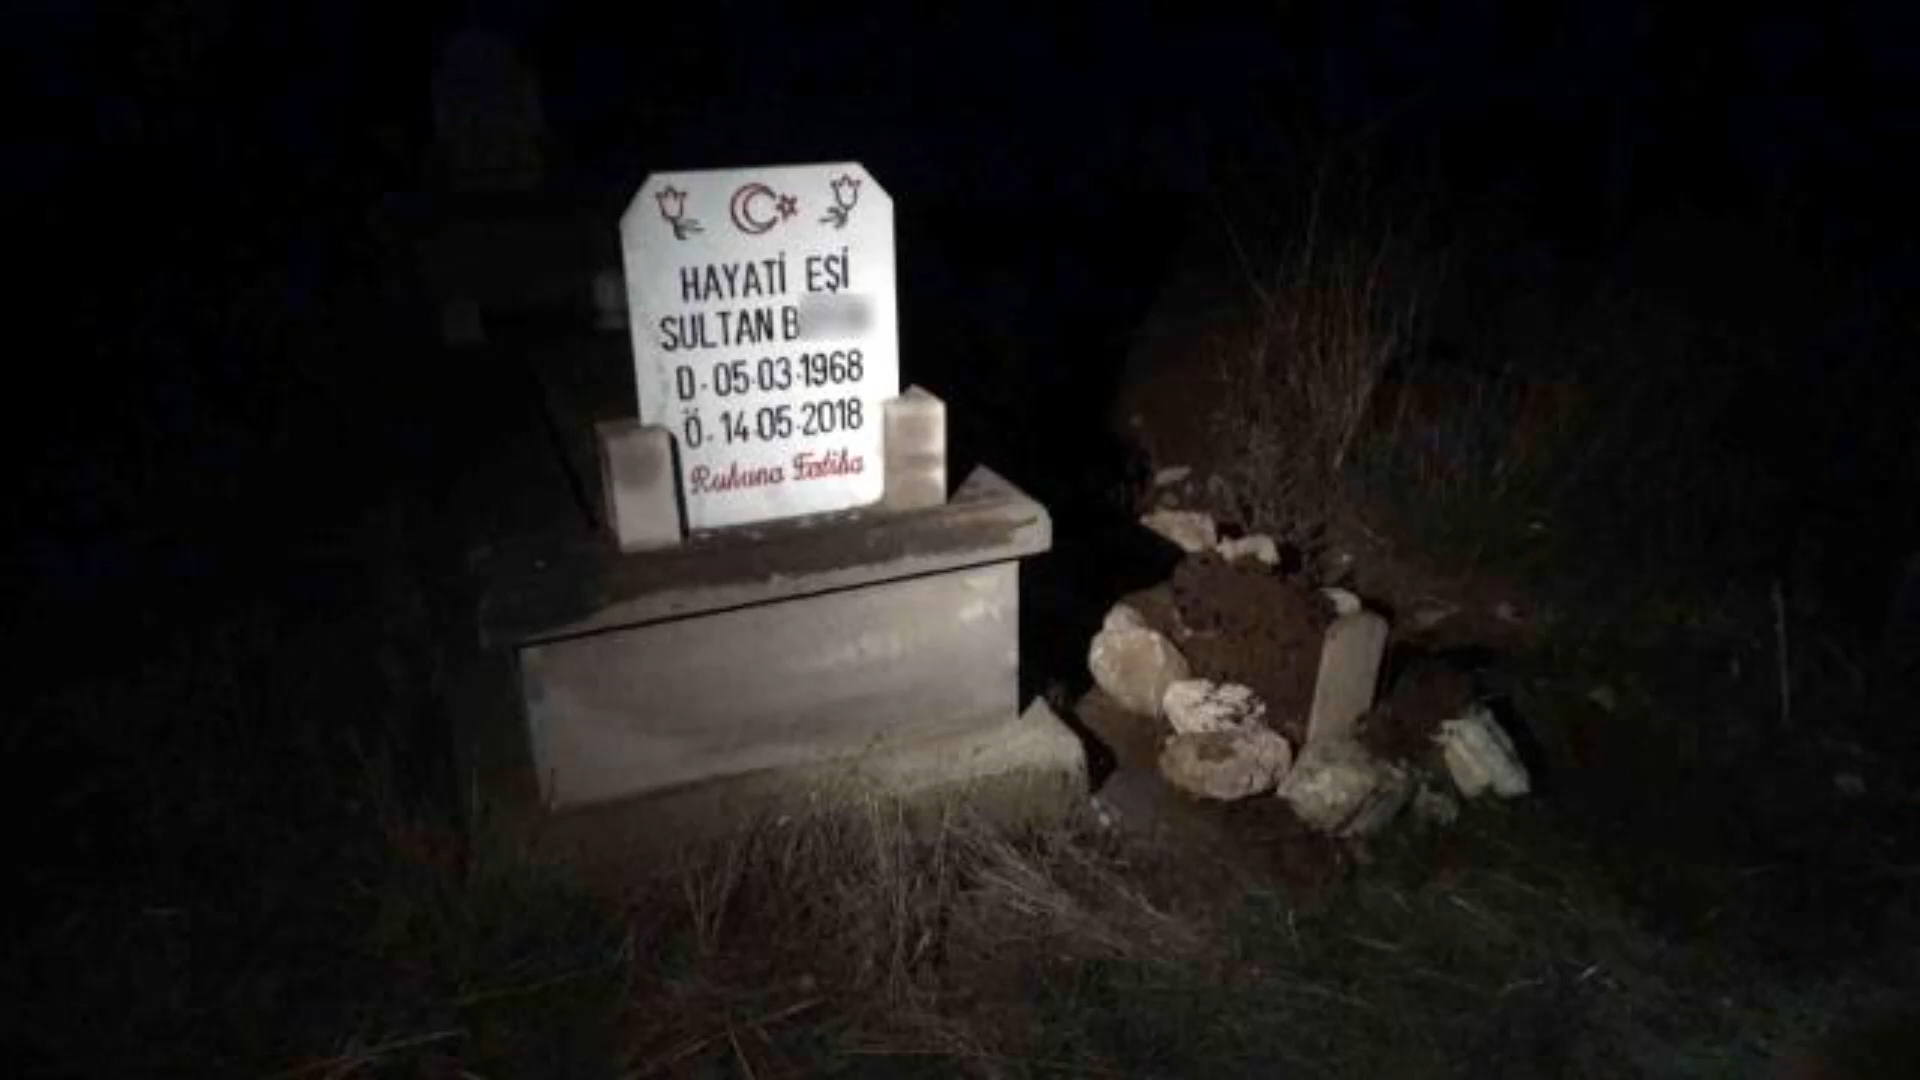 HAYATİ EŞİ
SULTAN B
D. 05.03.1968
Ö. 14.05.2018
Ruhuna Fatiha